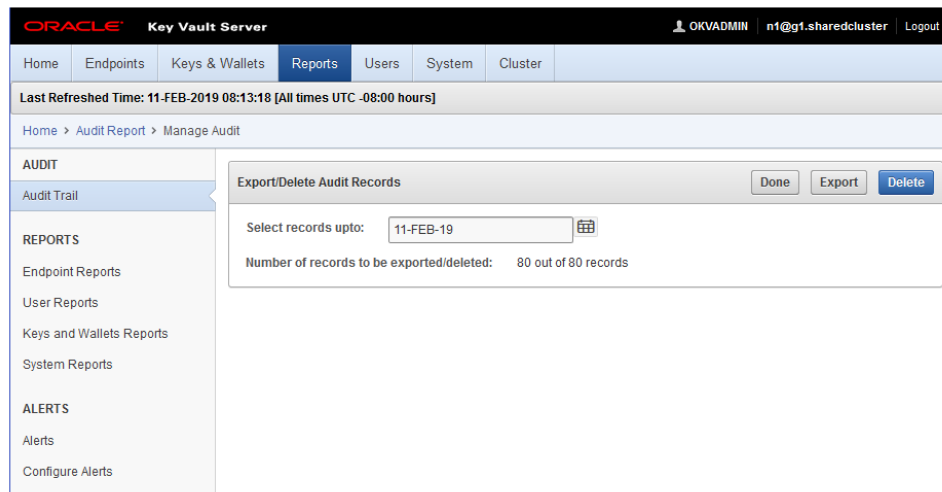 ORACLE Key Vault Server OKVADMIN n1@g1.sharedcluster Logout
Home Endpoints Keys & Wallets Reports Users System Cluster
Last Refreshed Time: 11-FEB-2019 08:13:18 [All times UTC -08:00 hours]
Home > Audit Report > Manage Audit
AUDIT
Audit Trail
REPORTS
Endpoint Reports
User Reports
Keys and Wallets Reports
System Reports
ALERTS
Alerts
Configure Alerts
Export/Delete Audit Records Done Export Delete
Select records upto: 11-FEB-19
Number of records to be exported/deleted: 80 out of 80 records